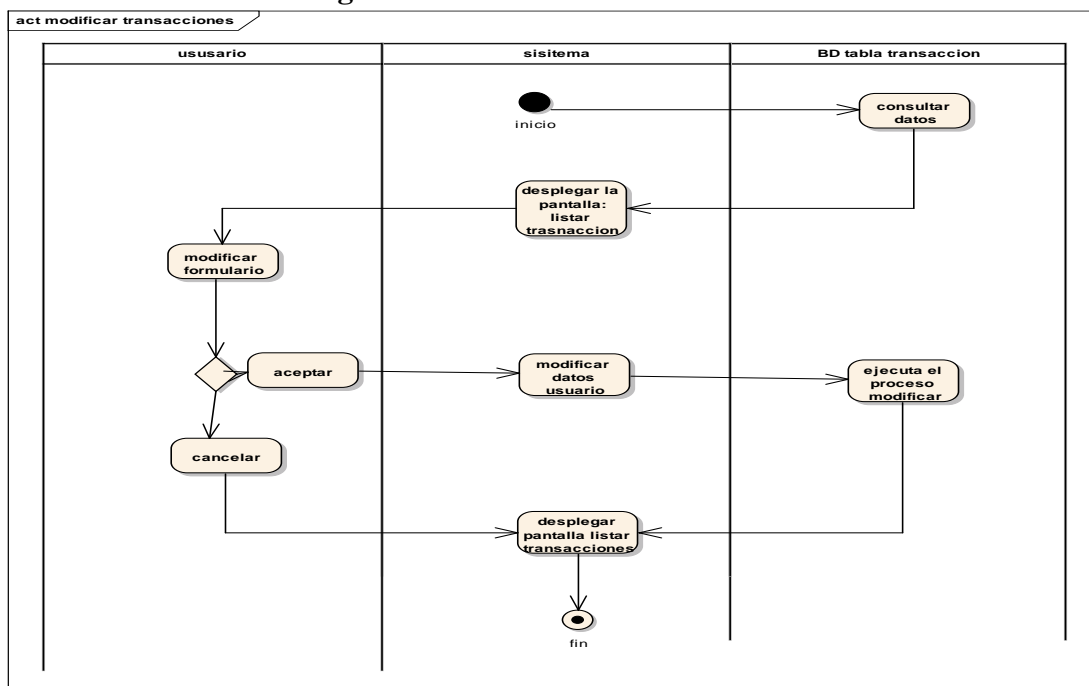 g
act modificar transacciones
ususario
sisitema
BD tabla transaccion
inicio
consultar
datos
desplegar la
pantalla:
listar
trasnaccion
modificar
formulario
aceptar
modificar
datos
usuario
ejecuta el
proceso
modificar
cancelar
desplegar
pantalla listar
transacciones
fin